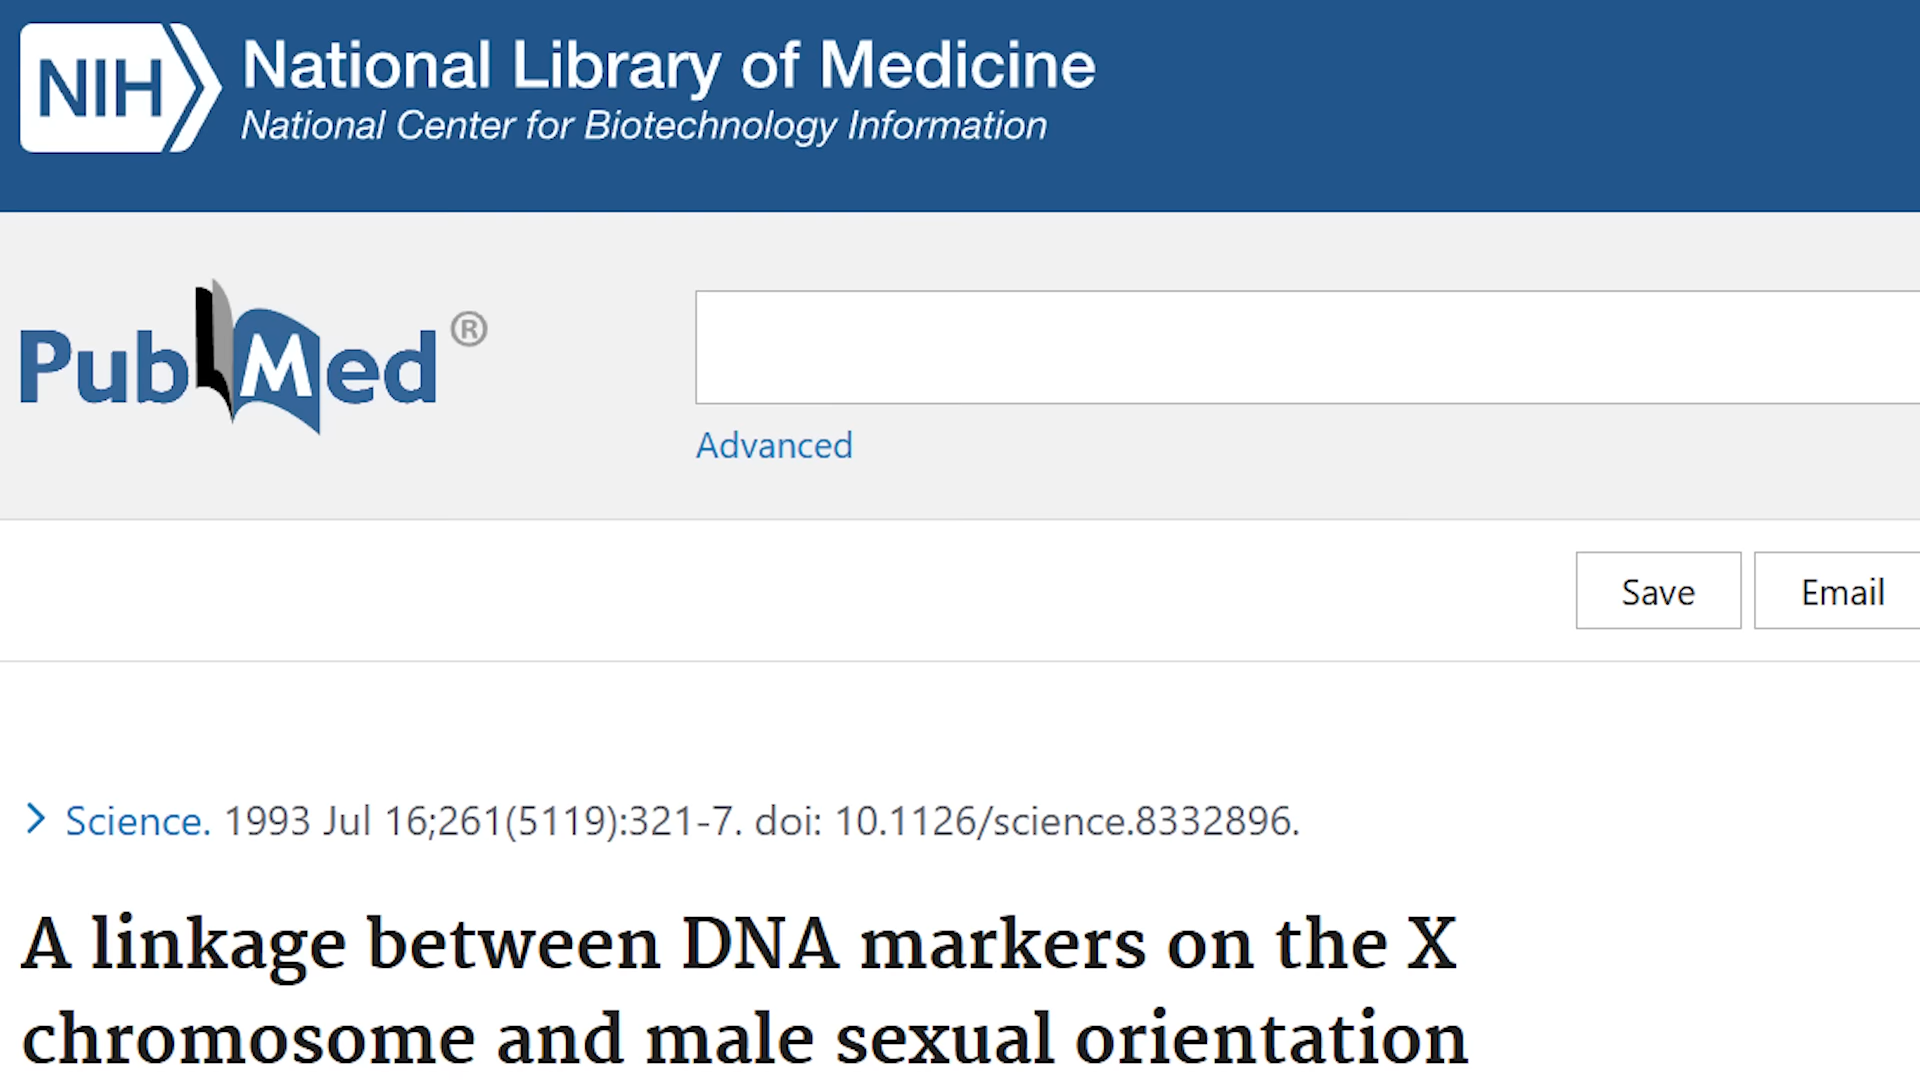 NIH National Library of Medicine
National Center for Biotechnology Information
PubMed®
Advanced
Save Email
Science. 1993 Jul 16;261(5119):321-7. doi: 10.1126/science.8332896.
A linkage between DNA markers on the X
chromosome and male sexual orientation